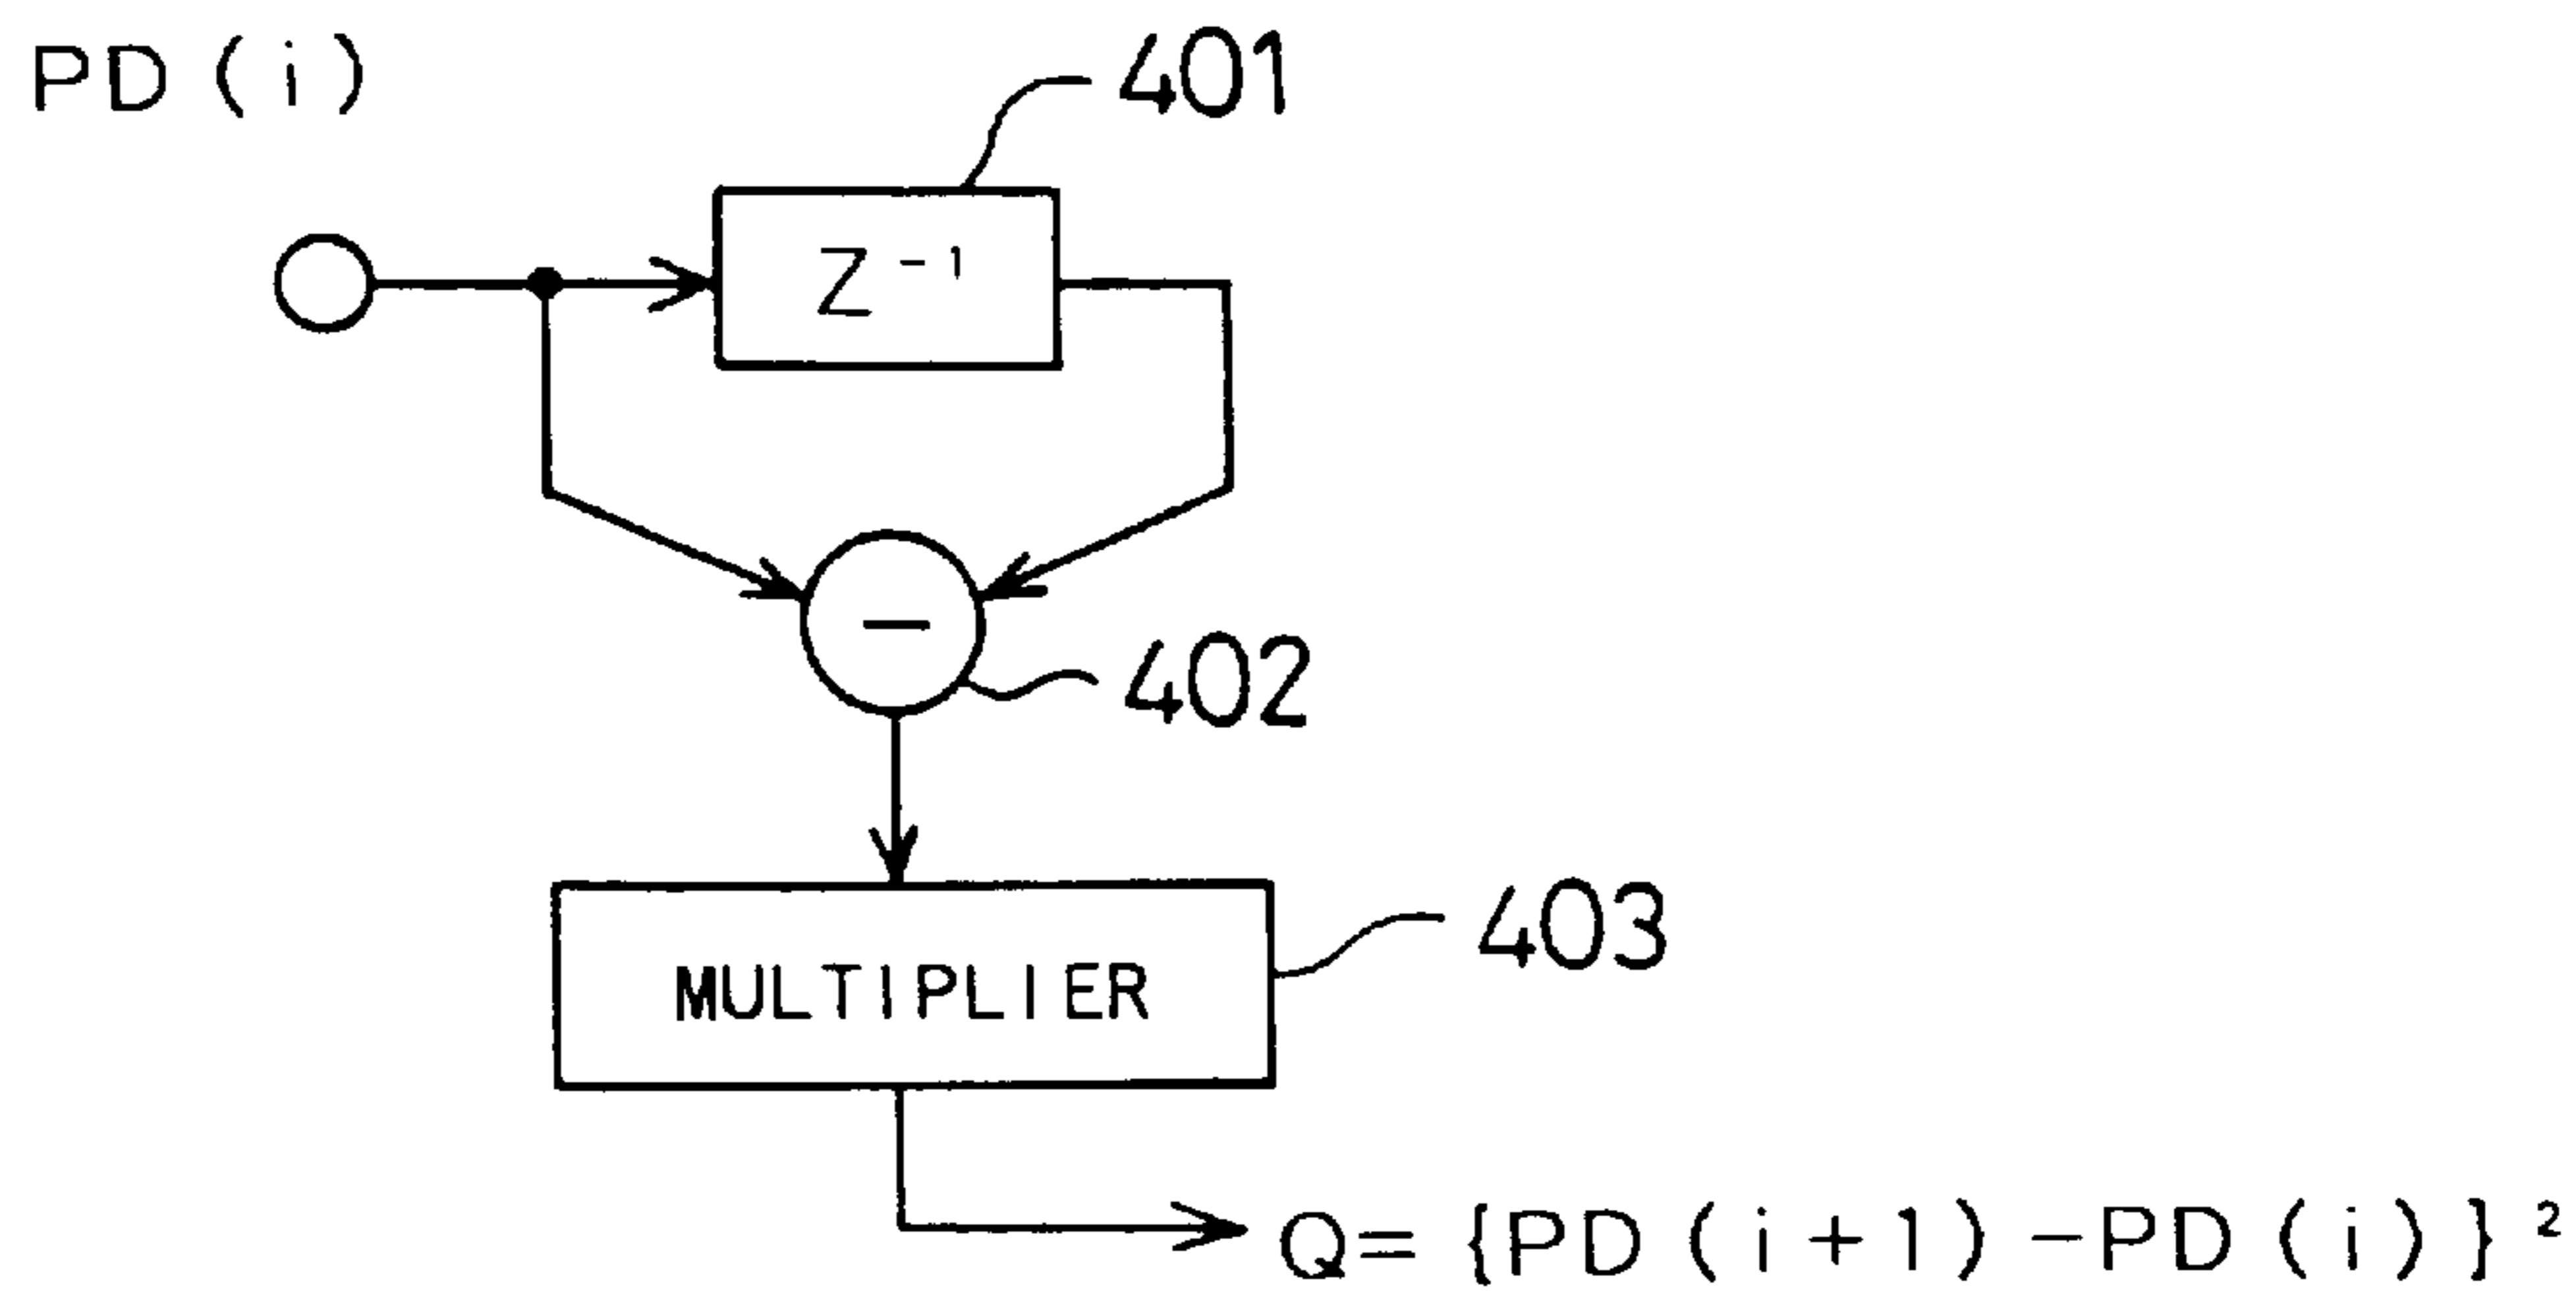 PD(i)
401
Z⁻¹
−
402
403
MULTIPLIER
Q={PD(i+1)−PD(i)}²